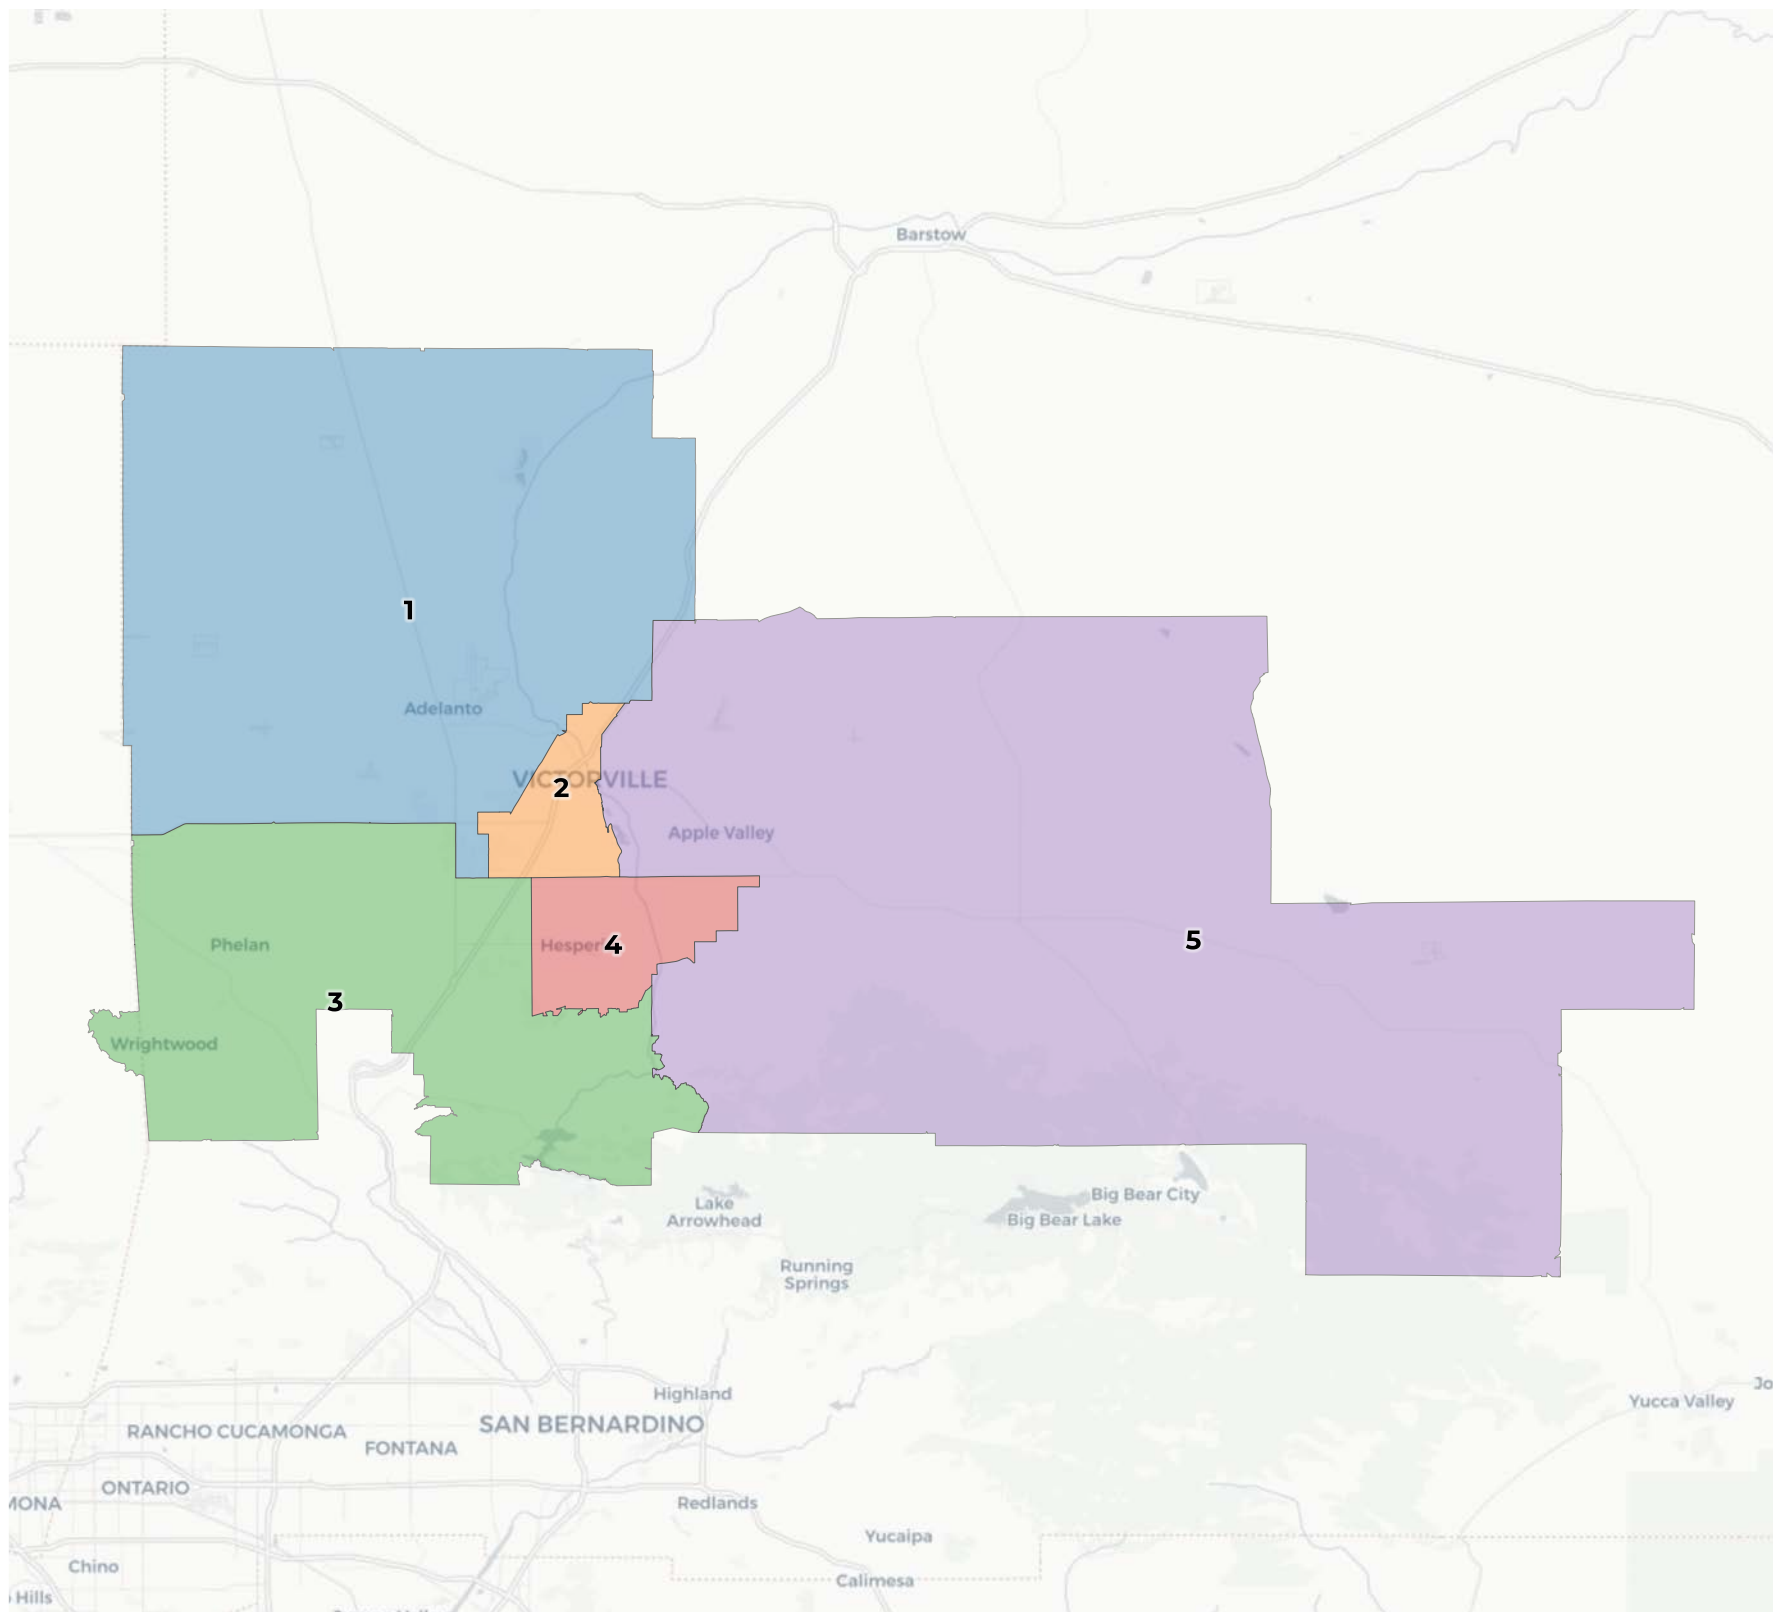 Barstow
1
Adelanto
VICTORVILLE
2
Apple Valley
Phelan
Hesper
4
5
3
Wrightwood
Lake
Arrowhead
Big Bear City
Big Bear Lake
Running
Springs
Highland
Yucca Valley
Jo
SAN BERNARDINO
RANCHO CUCAMONGA
FONTANA
ONTARIO
MONA
Redlands
Yucaipa
Chino
Calimesa
Hills